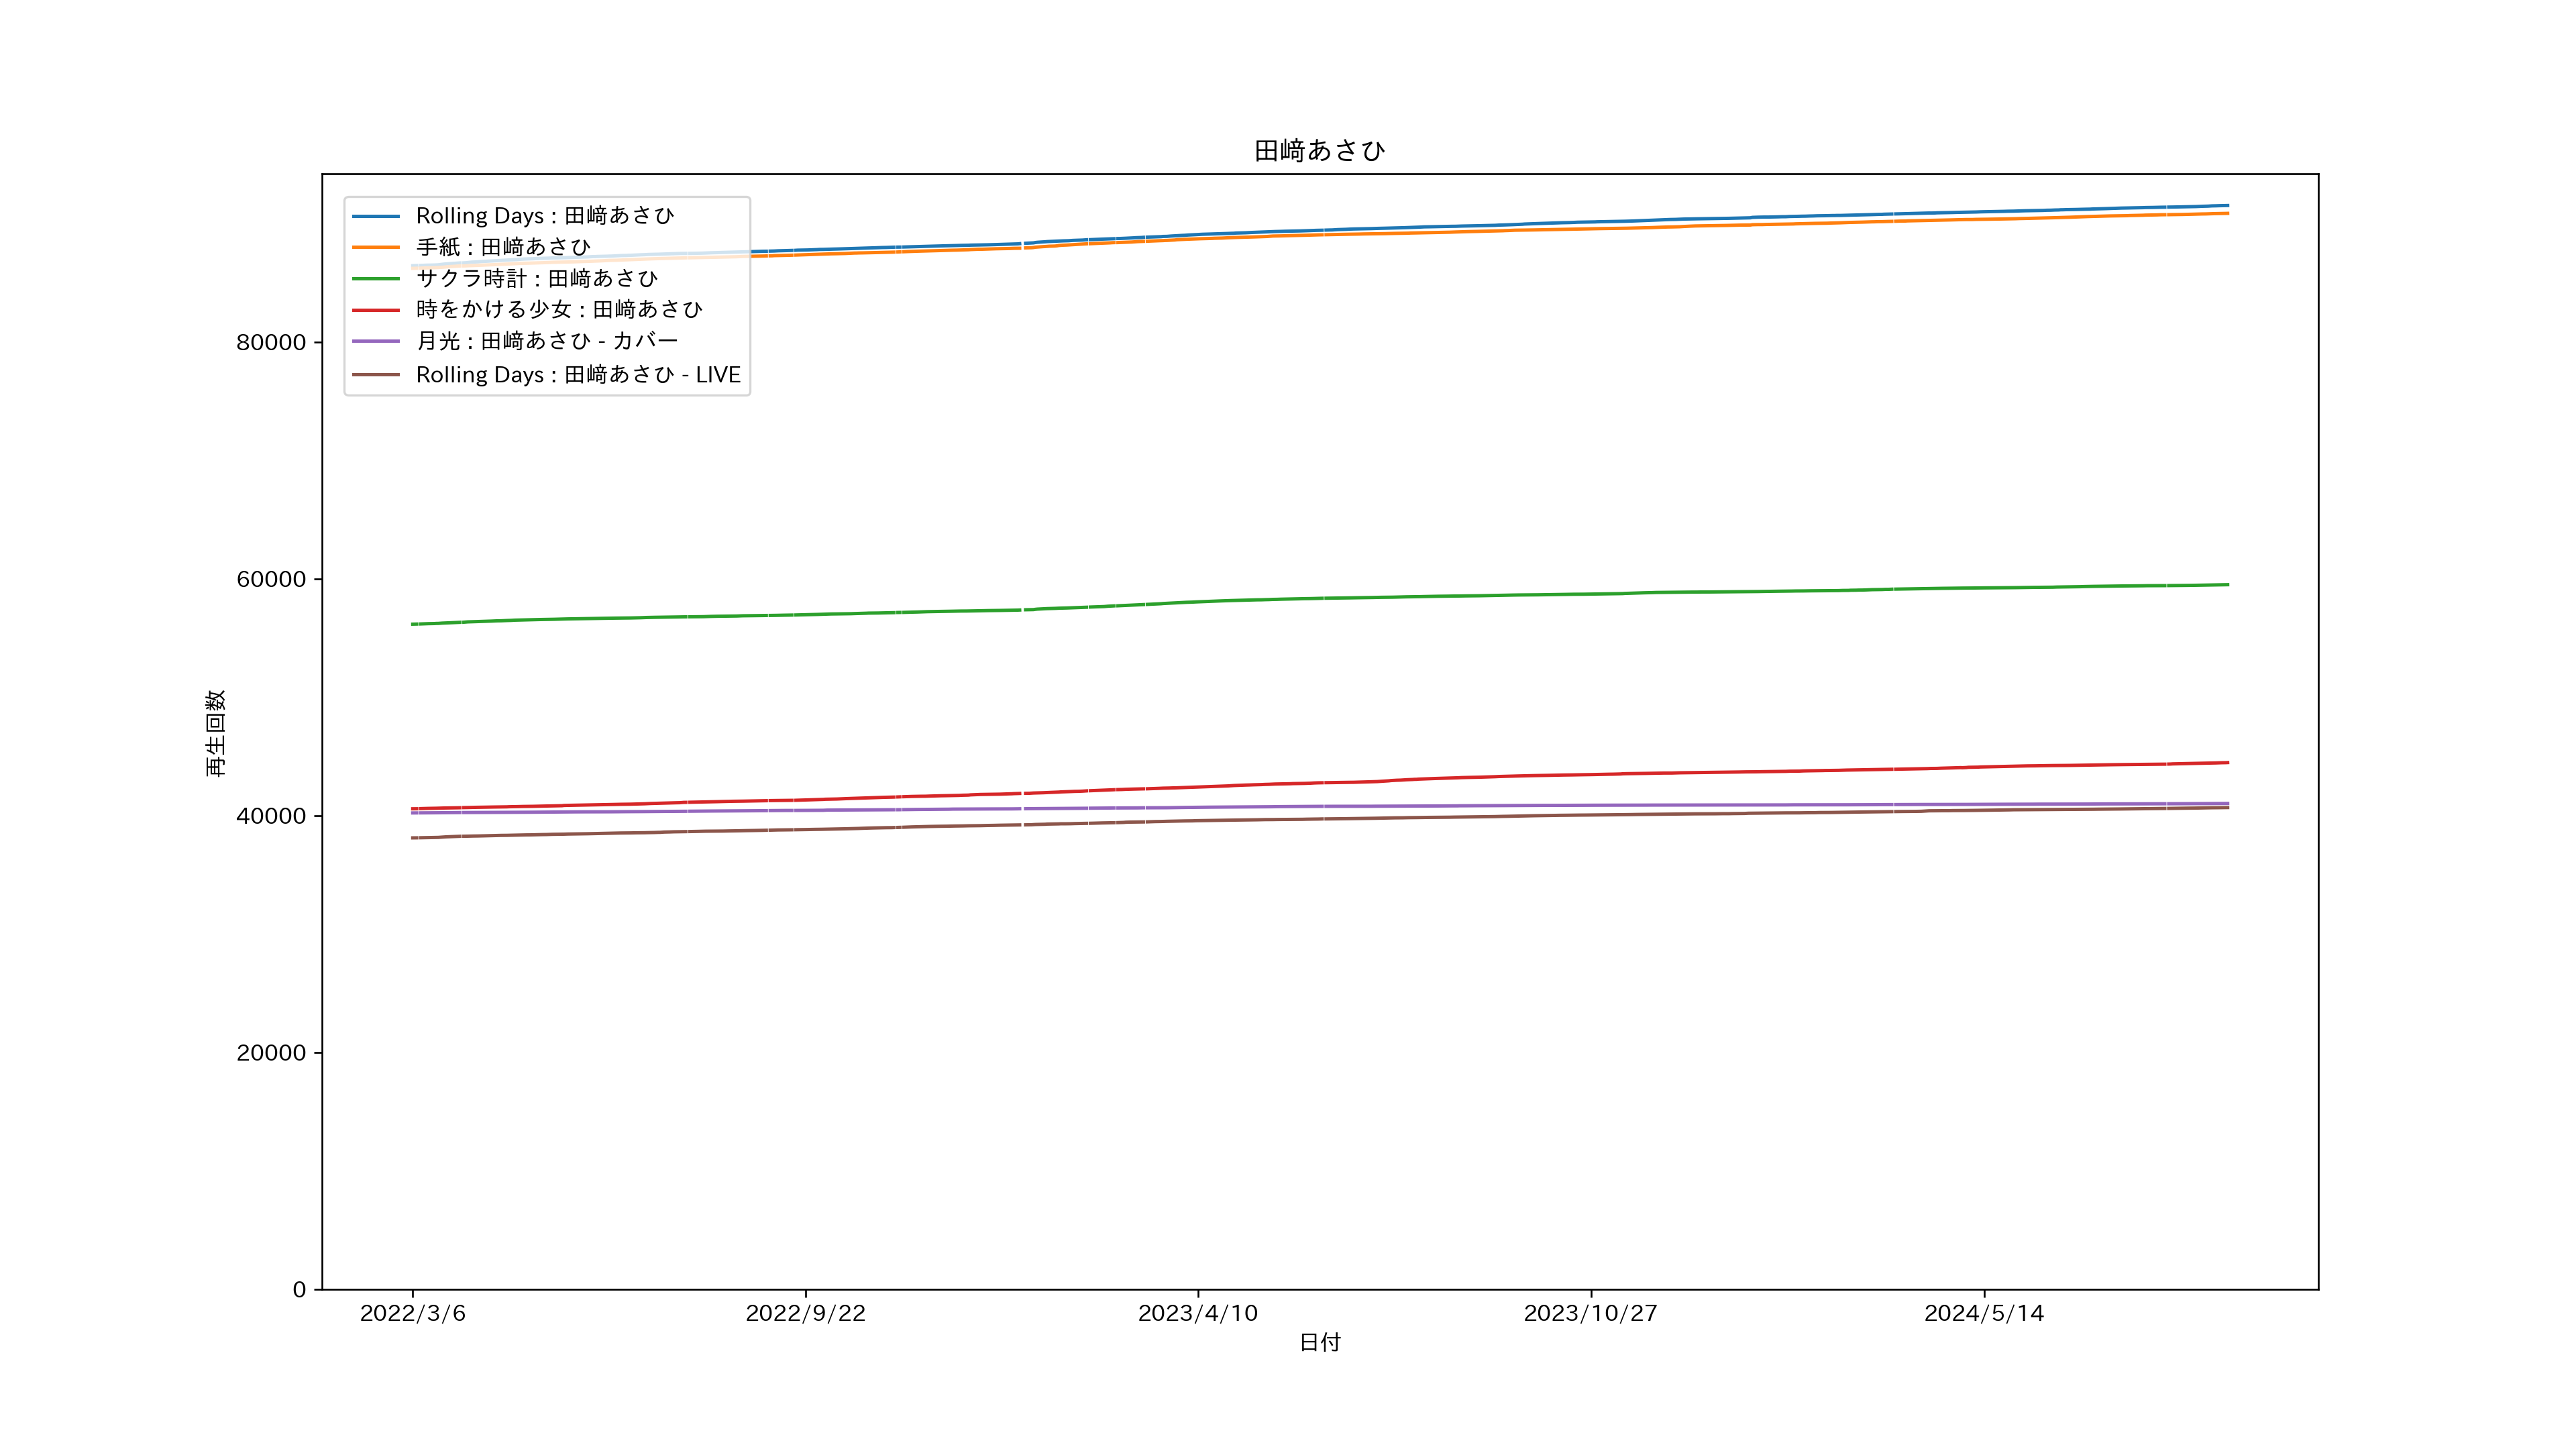 田﨑あさひ
Rolling Days : 田﨑あさひ
手紙 : 田﨑あさひ
サクラ時計 : 田﨑あさひ
時をかける少女 : 田﨑あさひ
月光 : 田﨑あさひ - カバー
Rolling Days : 田﨑あさひ - LIVE
80000
60000
40000
20000
0
再生回数
2022/3/6
2022/9/22
2023/4/10
2023/10/27
2024/5/14
日付